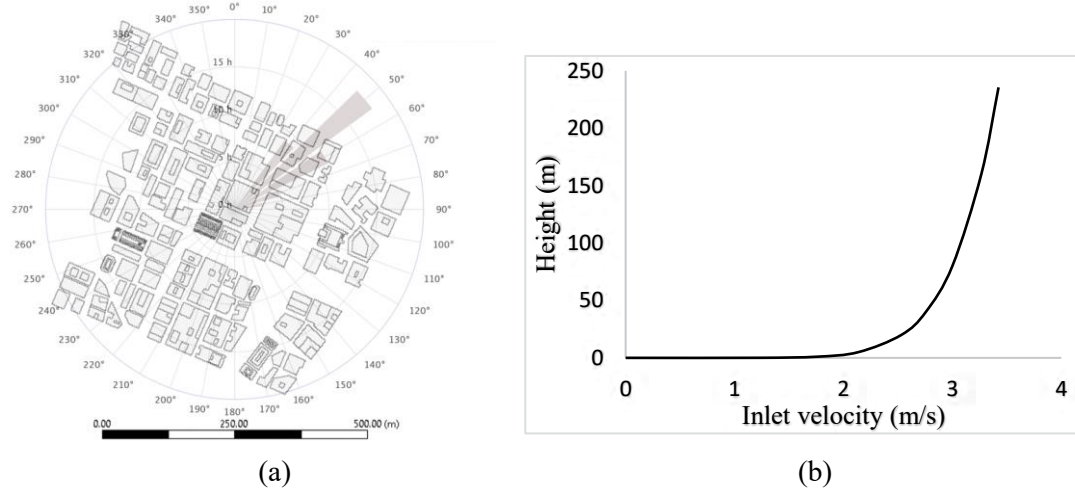 340° 350° 0° 10° 20°
330° 30°
320° 40°
310° 50°
300° 60°
290° 70°
280° 80°
270° 90°
260° 100°
250° 110°
240° 120°
230° 130°
220° 140°
210° 150°
200° 190° 180° 170° 160°
15 h
10 h
5 h
0 h
0.00 250.00 500.00 (m)
(a)
Height (m)
250
200
150
100
50
0
0 1 2 3 4
Inlet velocity (m/s)
(b)